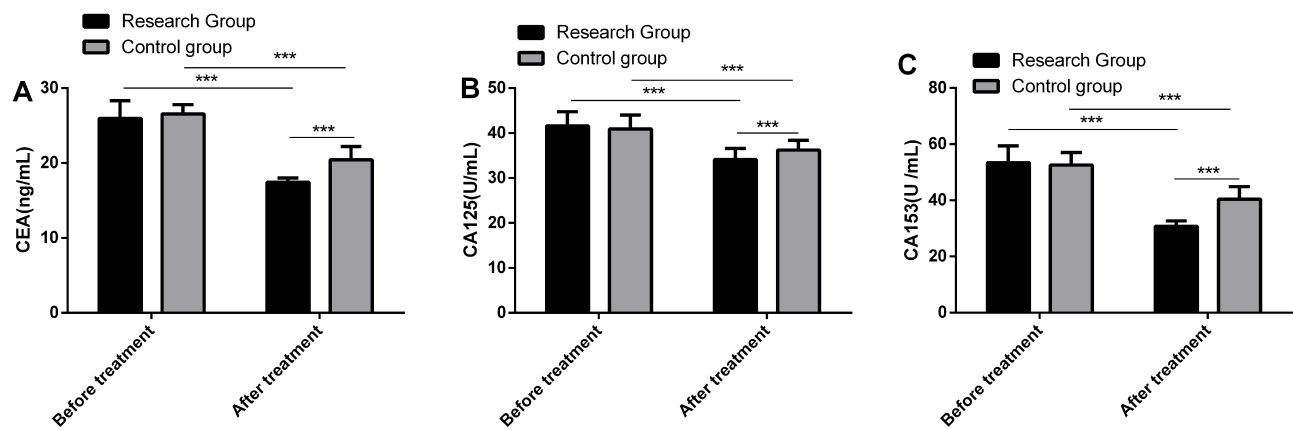 A
Research Group
Control group
***
***
***
CEA(ng/mL)
30
20
10
0
Before treatment
After treatment
B
Research Group
Control group
***
***
***
CA125(U/mL)
50
40
30
20
10
0
Before treatment
After treatment
C
Research Group
Control group
***
***
***
CA153(U /mL)
80
60
40
20
0
Before treatment
After treatment